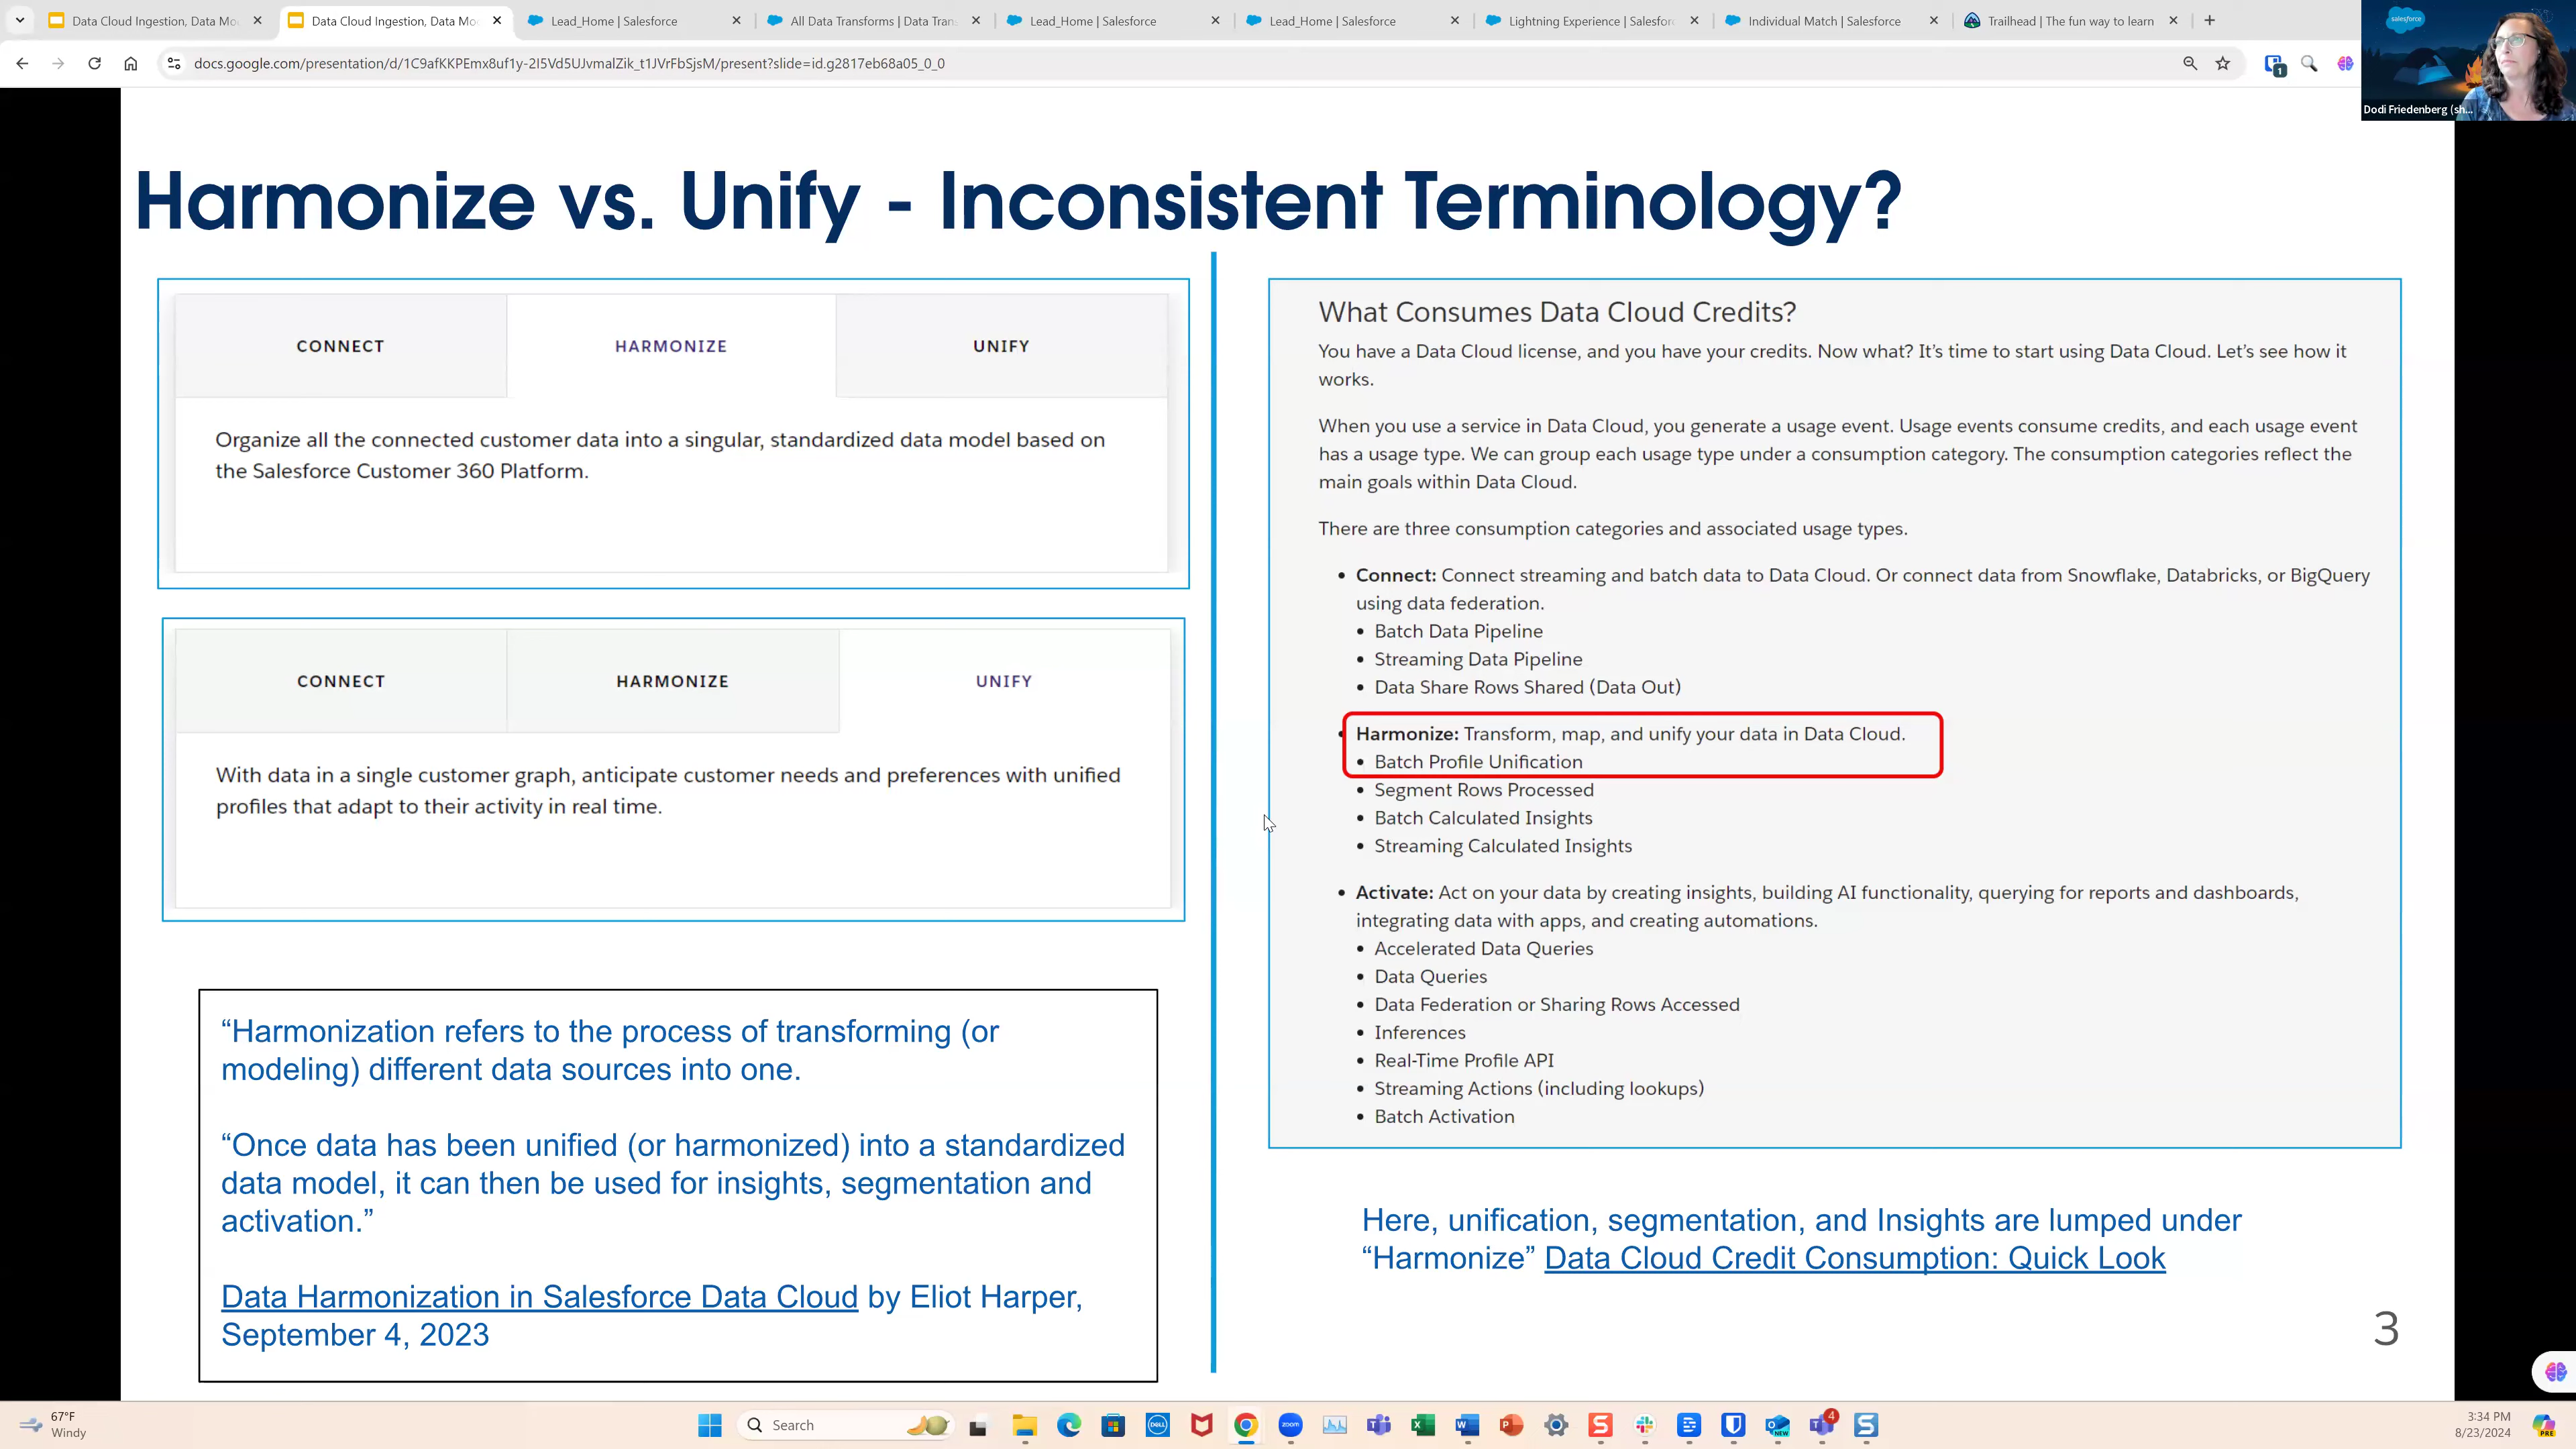 Data Cloud Ingestion, Data Mo
Data Cloud Ingestion, Data Mo
Lead_Home | Salesforce
All Data Transforms | Data Tran
Lead_Home | Salesforce
Lead_Home | Salesforce
Lightning Experience | Salesforc
Individual Match | Salesforce
Trailhead | The fun way to learn
docs.google.com/presentation/d/1C9afKKPEmx8uf1y-2I5Vd5UJvmalZik_t1JVrFbSjsM/present?slide=id.g2817eb68a05_0_0
1
salesforce
Dodi Friedenberg (sh...
Harmonize vs. Unify - Inconsistent Terminology?
CONNECT
HARMONIZE
UNIFY
Organize all the connected customer data into a singular, standardized data model based on
the Salesforce Customer 360 Platform.
CONNECT
HARMONIZE
UNIFY
With data in a single customer graph, anticipate customer needs and preferences with unified
profiles that adapt to their activity in real time.
“Harmonization refers to the process of transforming (or
modeling) different data sources into one.
“Once data has been unified (or harmonized) into a standardized
data model, it can then be used for insights, segmentation and
activation.”
Data Harmonization in Salesforce Data Cloud by Eliot Harper,
September 4, 2023
What Consumes Data Cloud Credits?
You have a Data Cloud license, and you have your credits. Now what? It’s time to start using Data Cloud. Let’s see how it
works.
When you use a service in Data Cloud, you generate a usage event. Usage events consume credits, and each usage event
has a usage type. We can group each usage type under a consumption category. The consumption categories reflect the
main goals within Data Cloud.
There are three consumption categories and associated usage types.
• Connect: Connect streaming and batch data to Data Cloud. Or connect data from Snowflake, Databricks, or BigQuery
using data federation.
• Batch Data Pipeline
• Streaming Data Pipeline
• Data Share Rows Shared (Data Out)
• Harmonize: Transform, map, and unify your data in Data Cloud.
• Batch Profile Unification
• Segment Rows Processed
• Batch Calculated Insights
• Streaming Calculated Insights
• Activate: Act on your data by creating insights, building AI functionality, querying for reports and dashboards,
integrating data with apps, and creating automations.
• Accelerated Data Queries
• Data Queries
• Data Federation or Sharing Rows Accessed
• Inferences
• Real-Time Profile API
• Streaming Actions (including lookups)
• Batch Activation
Here, unification, segmentation, and Insights are lumped under
“Harmonize” Data Cloud Credit Consumption: Quick Look
3
67°F
Windy
Search
DELL
zoom
4
NEW
PRE
3:34 PM
8/23/2024